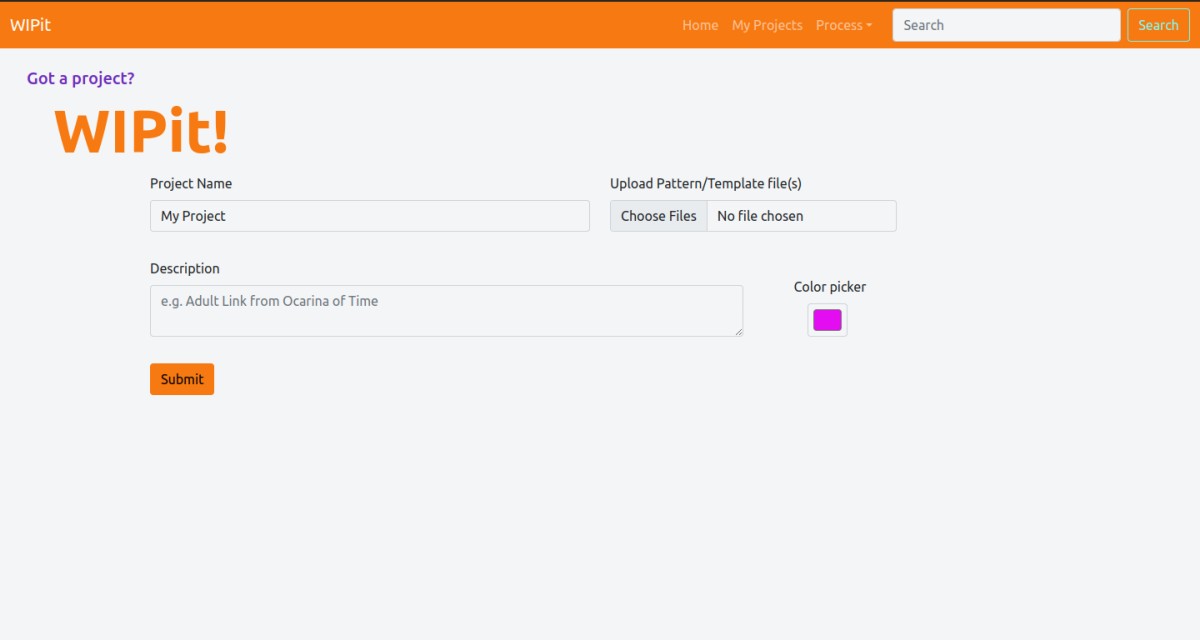 WIPit Home My Projects Process Search Search
Got a project?
WIPit!
Project Name
My Project
Upload Pattern/Template file(s)
Choose Files No file chosen
Description
e.g. Adult Link from Ocarina of Time
Color picker
Submit